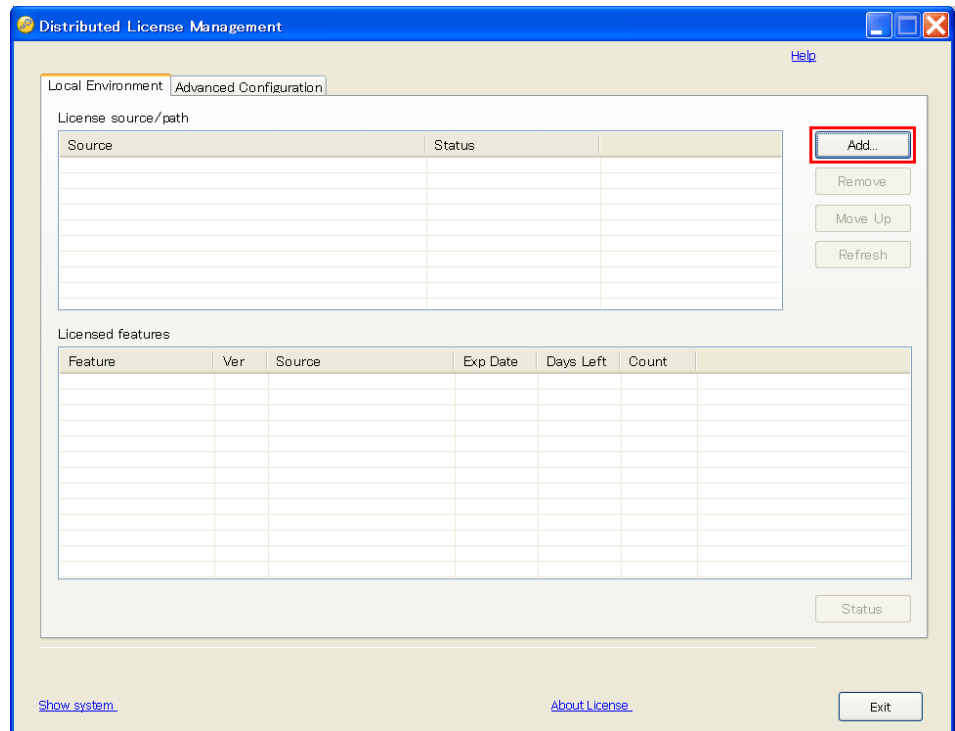 Distributed License Management
Help
Local Environment Advanced Configuration
License source/path
Source Status
Add...
Remove
Move Up
Refresh
Licensed features
Feature Ver Source Exp Date Days Left Count
Status
Show system About License Exit